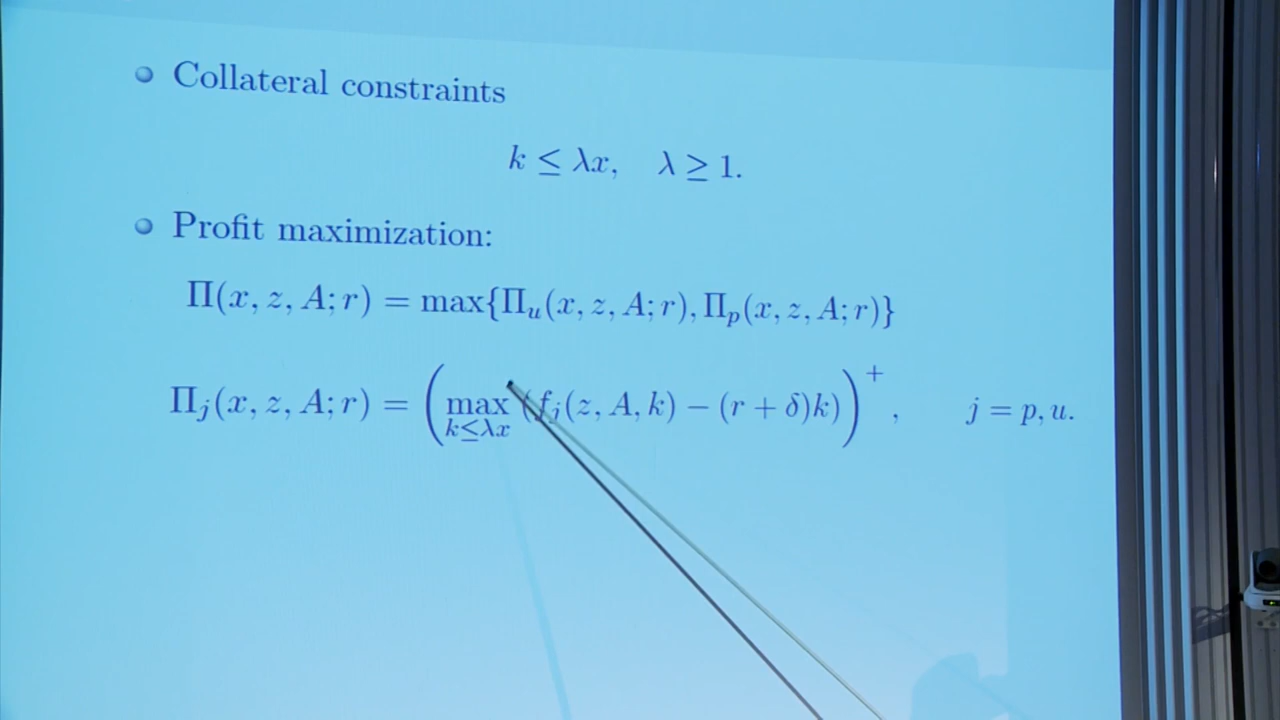 Collateral constraints
k ≤ λx, λ ≥ 1.
Profit maximization:
Π(x, z, A; r) = max{Π_u(x, z, A; r), Π_p(x, z, A; r)}
Π_j(x, z, A; r) = ( max_{k≤λx} (f_j(z, A, k) − (r + δ)k) )^+ , j = p, u.